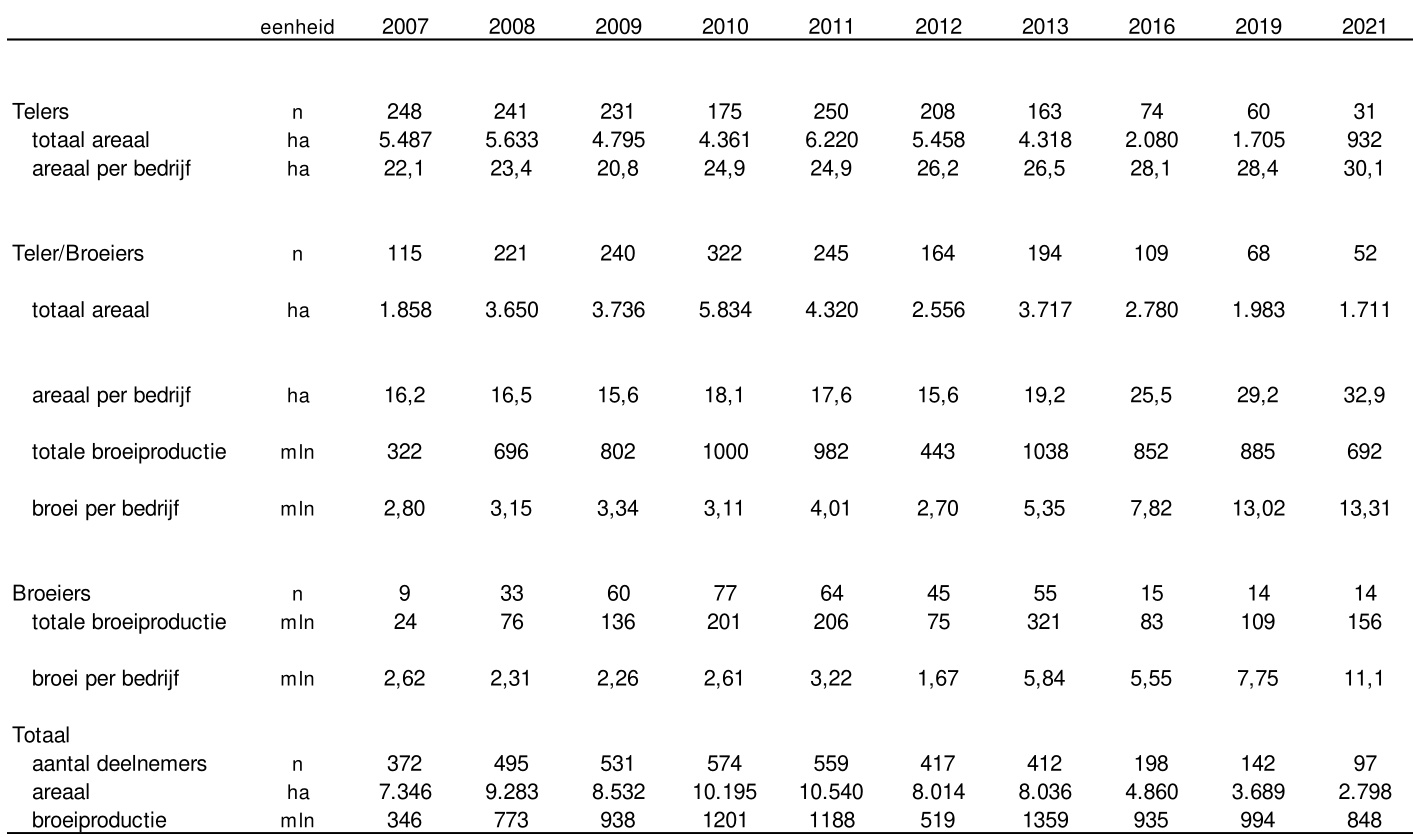 eenheid 2007 2008 2009 2010 2011 2012 2013 2016 2019 2021
Telers n 248 241 231 175 250 208 163 74 60 31
totaal areaal ha 5.487 5.633 4.795 4.361 6.220 5.458 4.318 2.080 1.705 932
areaal per bedrijf ha 22,1 23,4 20,8 24,9 24,9 26,2 26,5 28,1 28,4 30,1
Teler/Broeiers n 115 221 240 322 245 164 194 109 68 52
totaal areaal ha 1.858 3.650 3.736 5.834 4.320 2.556 3.717 2.780 1.983 1.711
areaal per bedrijf ha 16,2 16,5 15,6 18,1 17,6 15,6 19,2 25,5 29,2 32,9
totale broeiproductie mln 322 696 802 1000 982 443 1038 852 885 692
broei per bedrijf mln 2,80 3,15 3,34 3,11 4,01 2,70 5,35 7,82 13,02 13,31
Broeiers n 9 33 60 77 64 45 55 15 14 14
totale broeiproductie mln 24 76 136 201 206 75 321 83 109 156
broei per bedrijf mln 2,62 2,31 2,26 2,61 3,22 1,67 5,84 5,55 7,75 11,1
Totaal
aantal deelnemers n 372 495 531 574 559 417 412 198 142 97
areaal ha 7.346 9.283 8.532 10.195 10.540 8.014 8.036 4.860 3.689 2.798
broeiproductie mln 346 773 938 1201 1188 519 1359 935 994 848